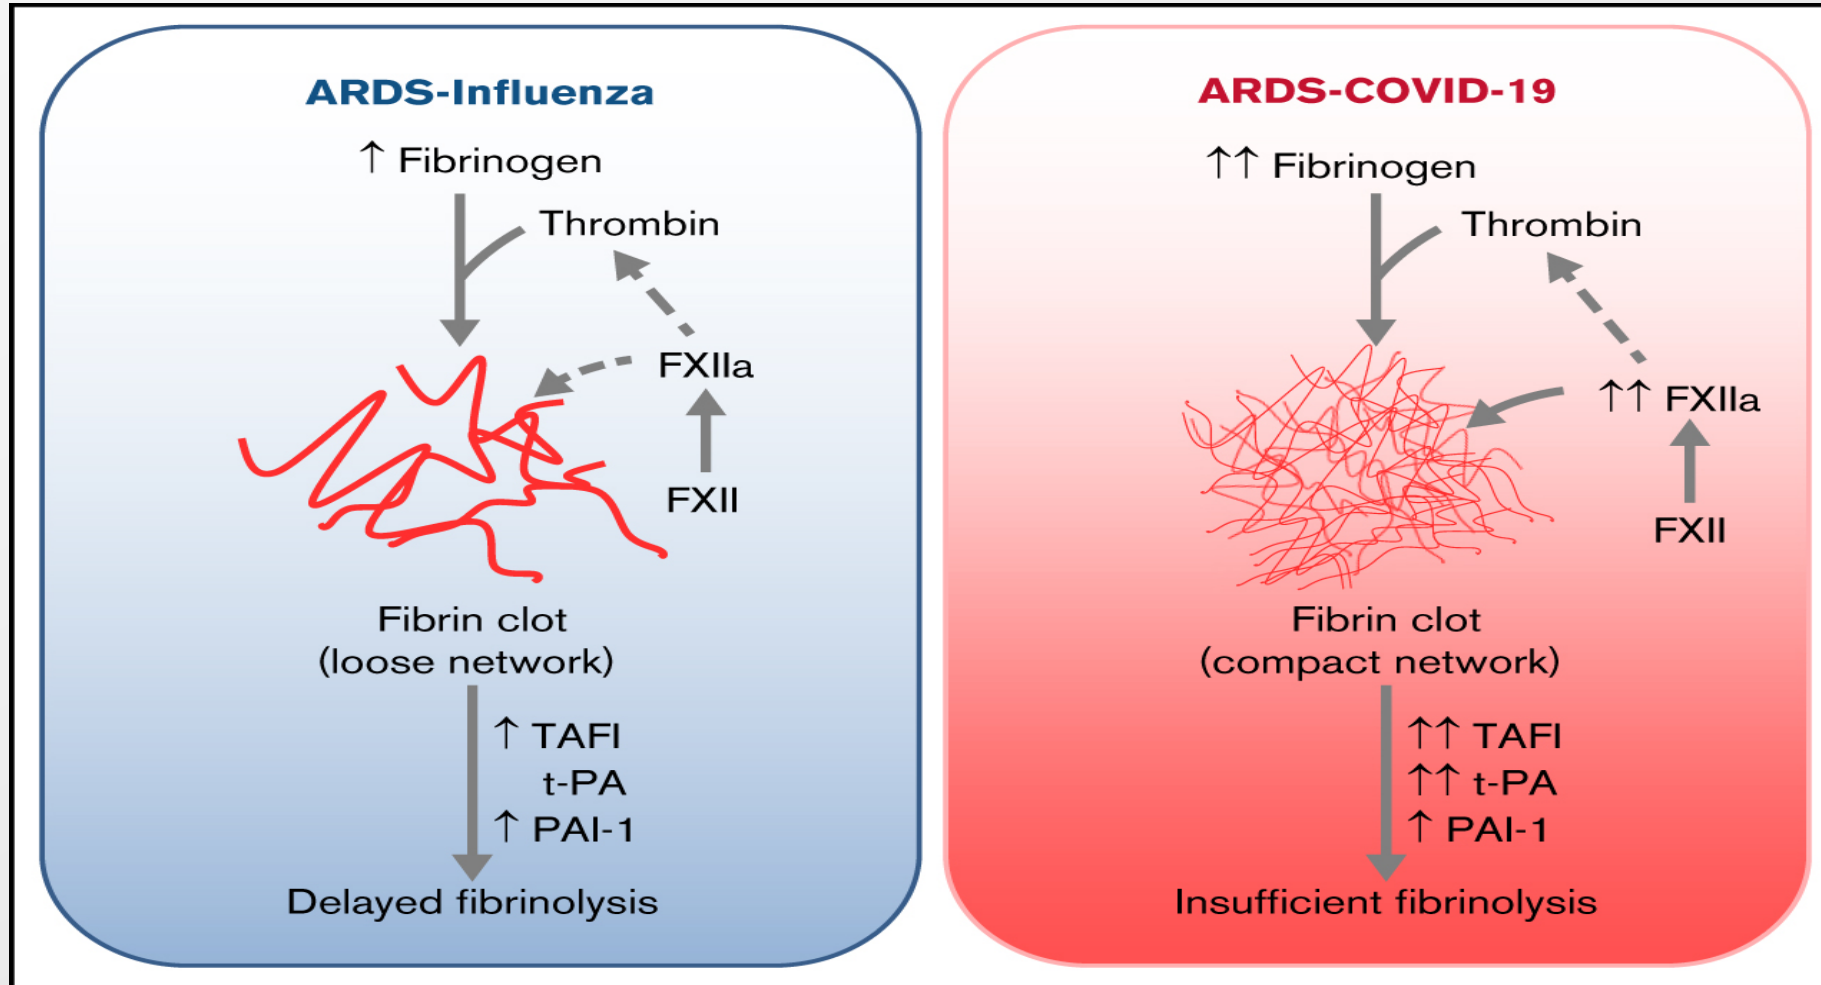 ARDS-Influenza
↑ Fibrinogen
Thrombin
FXIIa
FXII
Fibrin clot
(loose network)
↑ TAFI
t-PA
↑ PAI-1
Delayed fibrinolysis
ARDS-COVID-19
↑↑ Fibrinogen
Thrombin
↑↑ FXIIa
FXII
Fibrin clot
(compact network)
↑↑ TAFI
↑↑ t-PA
↑ PAI-1
Insufficient fibrinolysis